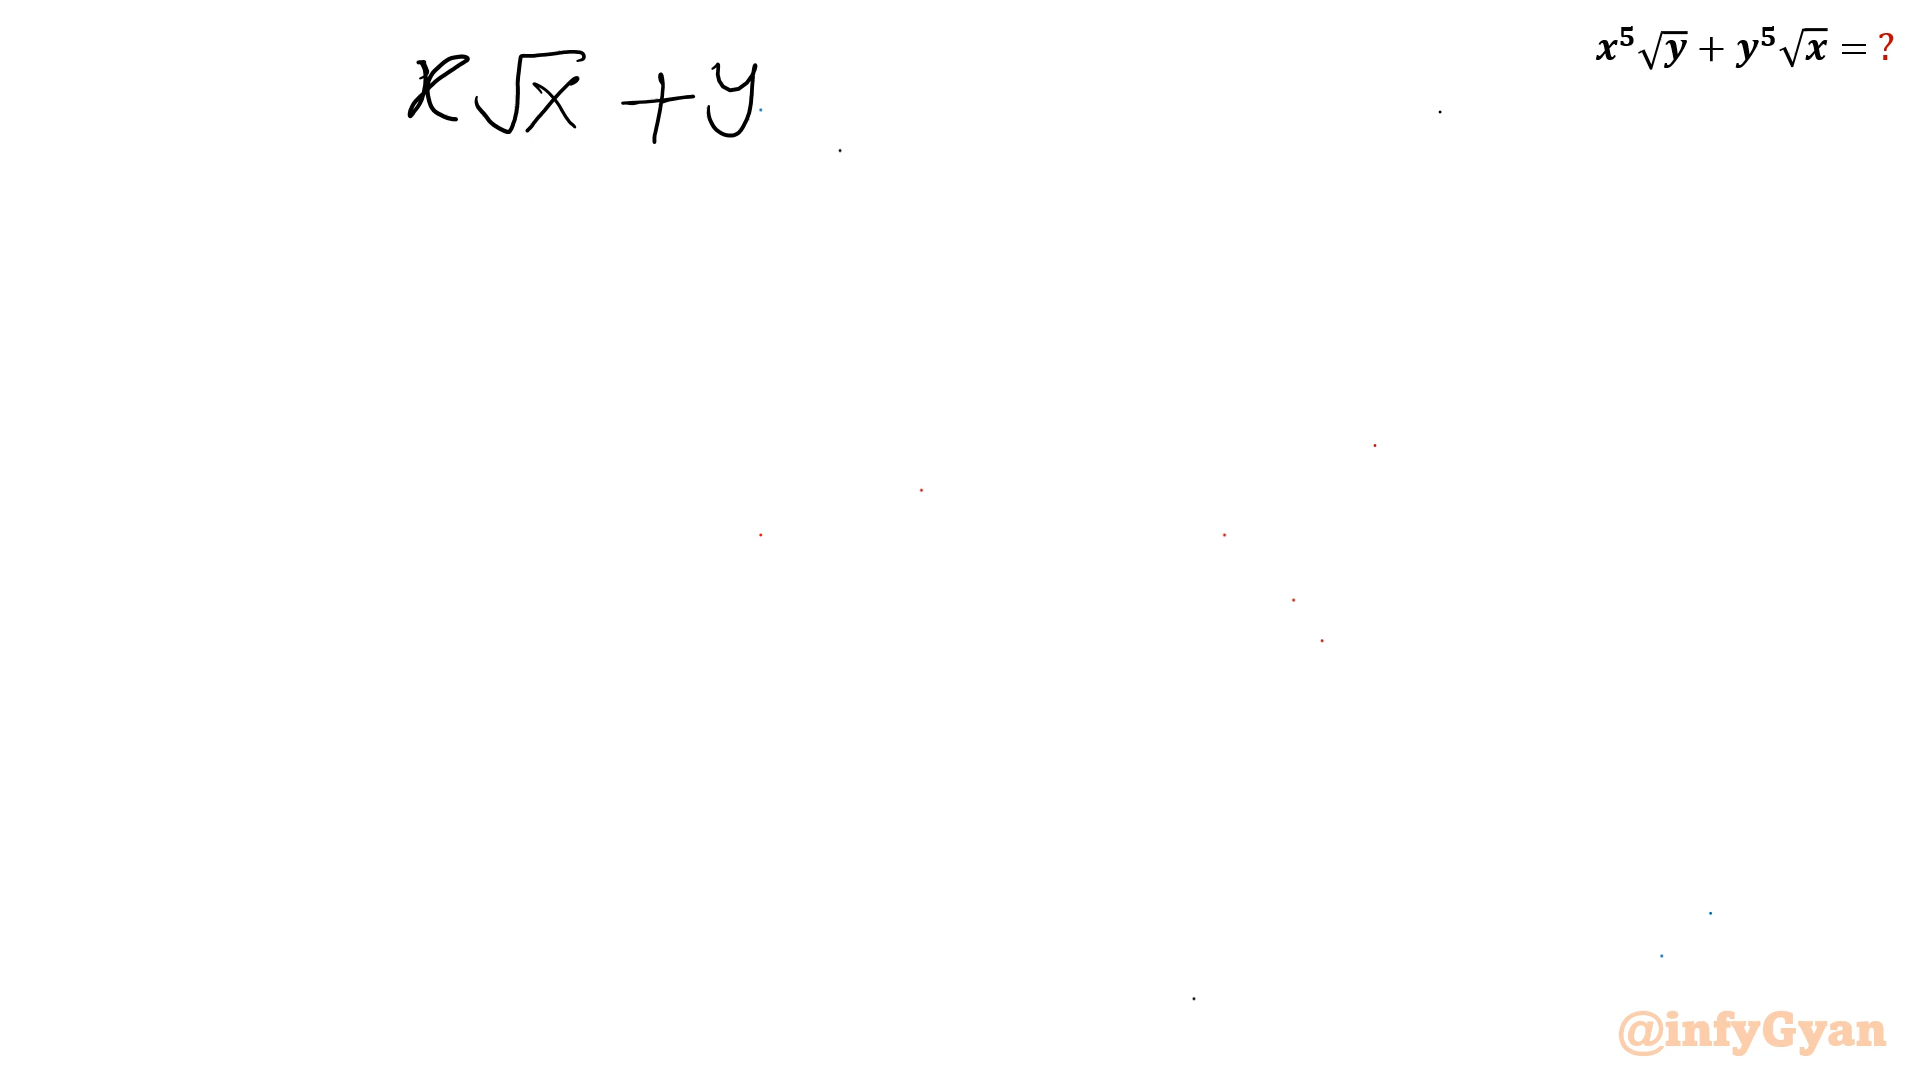 x√x + y
x⁵√y + y⁵√x = ?
@infyGyan